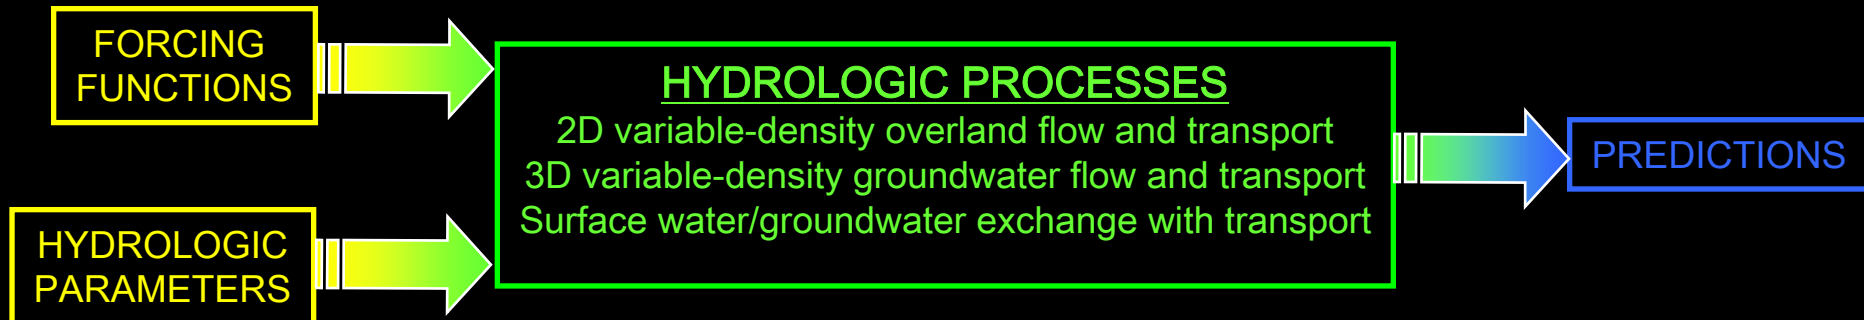 FORCING
FUNCTIONS
HYDROLOGIC
PARAMETERS
HYDROLOGIC PROCESSES
2D variable-density overland flow and transport
3D variable-density groundwater flow and transport
Surface water/groundwater exchange with transport
PREDICTIONS